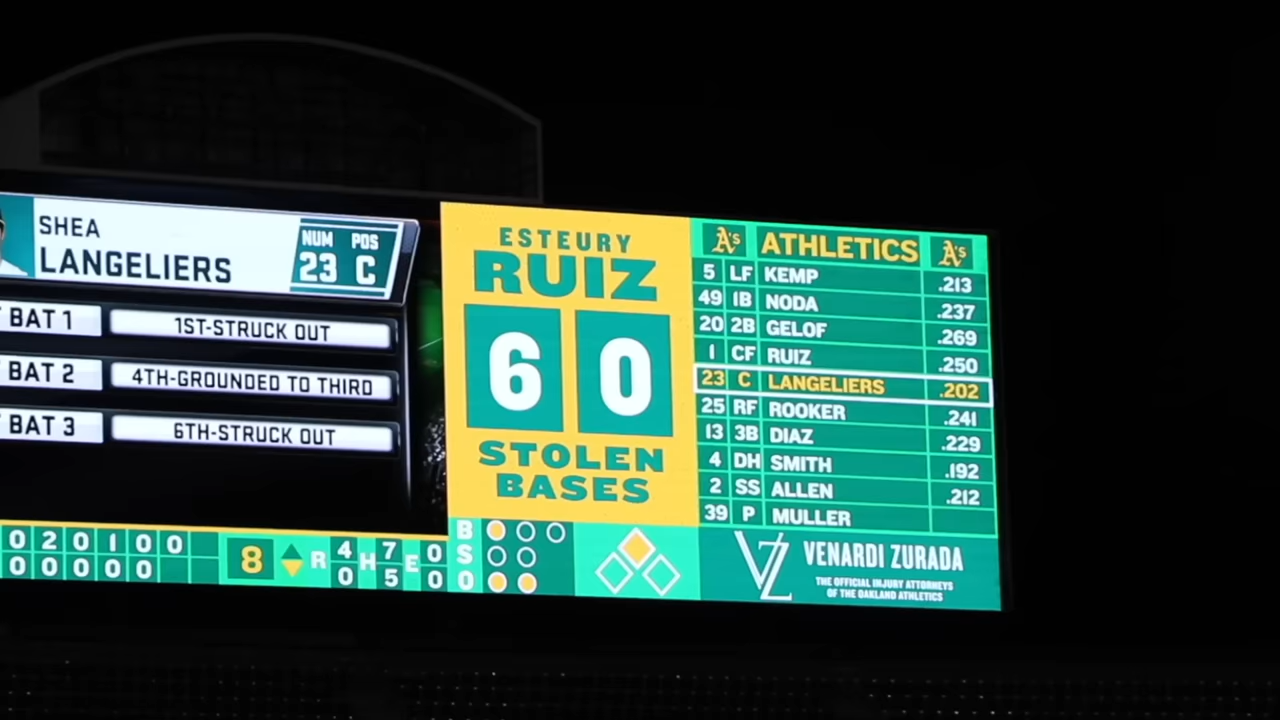 SHEA
LANGELIERS
NUM POS
23 C
BAT 1 1ST-STRUCK OUT
BAT 2 4TH-GROUNDED TO THIRD
BAT 3 6TH-STRUCK OUT
ESTEURY
RUIZ
60
STOLEN
BASES
A's ATHLETICS A's
5 LF KEMP .213
49 1B NODA .237
20 2B GELOF .269
1 CF RUIZ .250
23 C LANGELIERS .202
25 RF ROOKER .241
13 3B DIAZ .229
4 DH SMITH .192
2 SS ALLEN .212
39 P MULLER
0 2 0 1 0 0
0 0 0 0 0
8
R 4 H 7 E 0
0 5 0
B
S
O
VZ VENARDI ZURADA
THE OFFICIAL INJURY ATTORNEYS
OF THE OAKLAND ATHLETICS